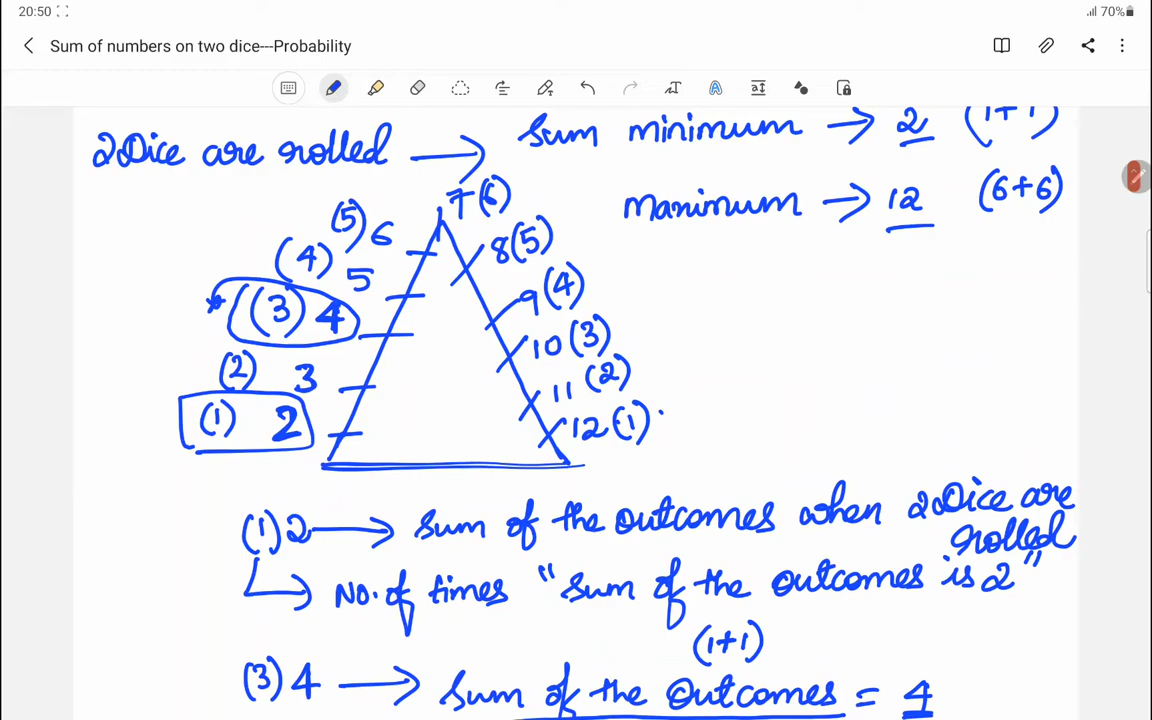 20:50
70%
Sum of numbers on two dice---Probability
2Dice are rolled → Sum minimum → 2 (1+1)
maximum → 12 (6+6)
7(6)
(5) 6
8(5)
(4) 5
9(4)
*(3) 4
10(3)
(2) 3
11(2)
(1) 2
12(1)
(1)2 → Sum of the outcomes when 2Dice are rolled
↳ No. of times "sum of the outcomes is 2"
(1+1)
(3)4 → Sum of the outcomes = 4